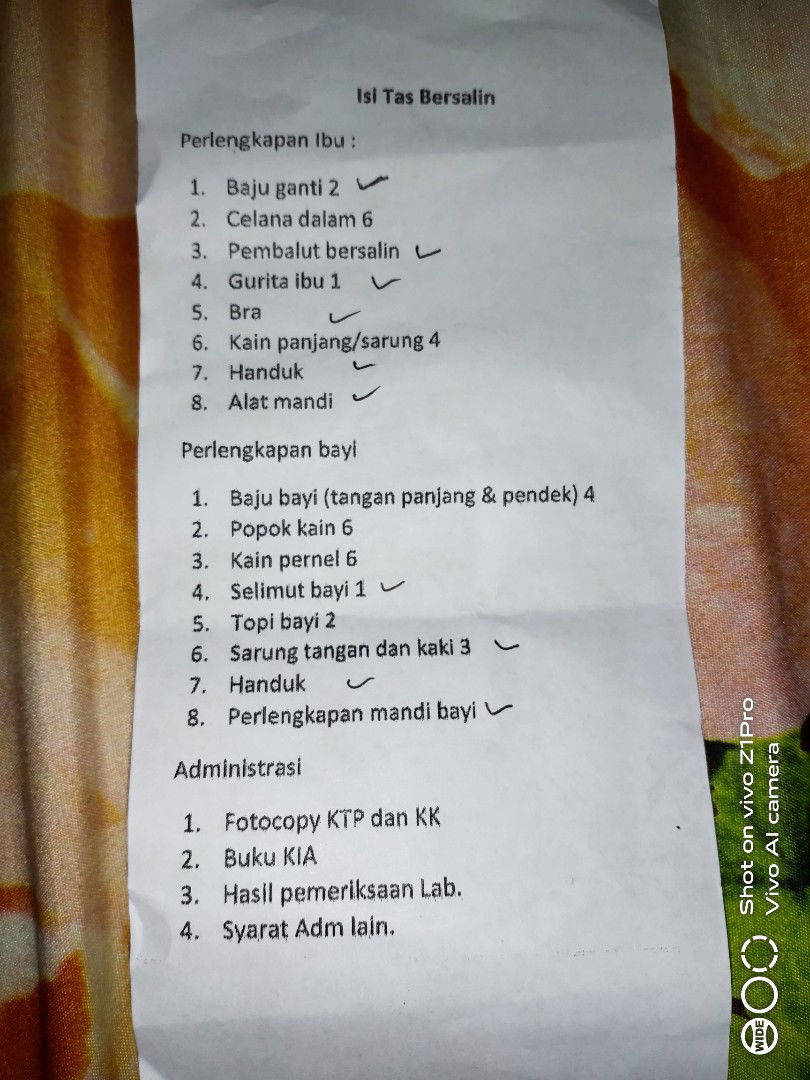 Isi Tas Bersalin
Perlengkapan Ibu :
1. Baju ganti 2 ✓
2. Celana dalam 6
3. Pembalut bersalin ✓
4. Gurita ibu 1 ✓
5. Bra ✓
6. Kain panjang/sarung 4
7. Handuk ✓
8. Alat mandi ✓
Perlengkapan bayi
1. Baju bayi (tangan panjang & pendek) 4
2. Popok kain 6
3. Kain pernel 6
4. Selimut bayi 1 ✓
5. Topi bayi 2
6. Sarung tangan dan kaki 3 ✓
7. Handuk ✓
8. Perlengkapan mandi bayi ✓
Administrasi
1. Fotocopy KTP dan KK
2. Buku KIA
3. Hasil pemeriksaan Lab.
4. Syarat Adm lain.
WIDE
Shot on vivo Z1Pro
Vivo AI camera